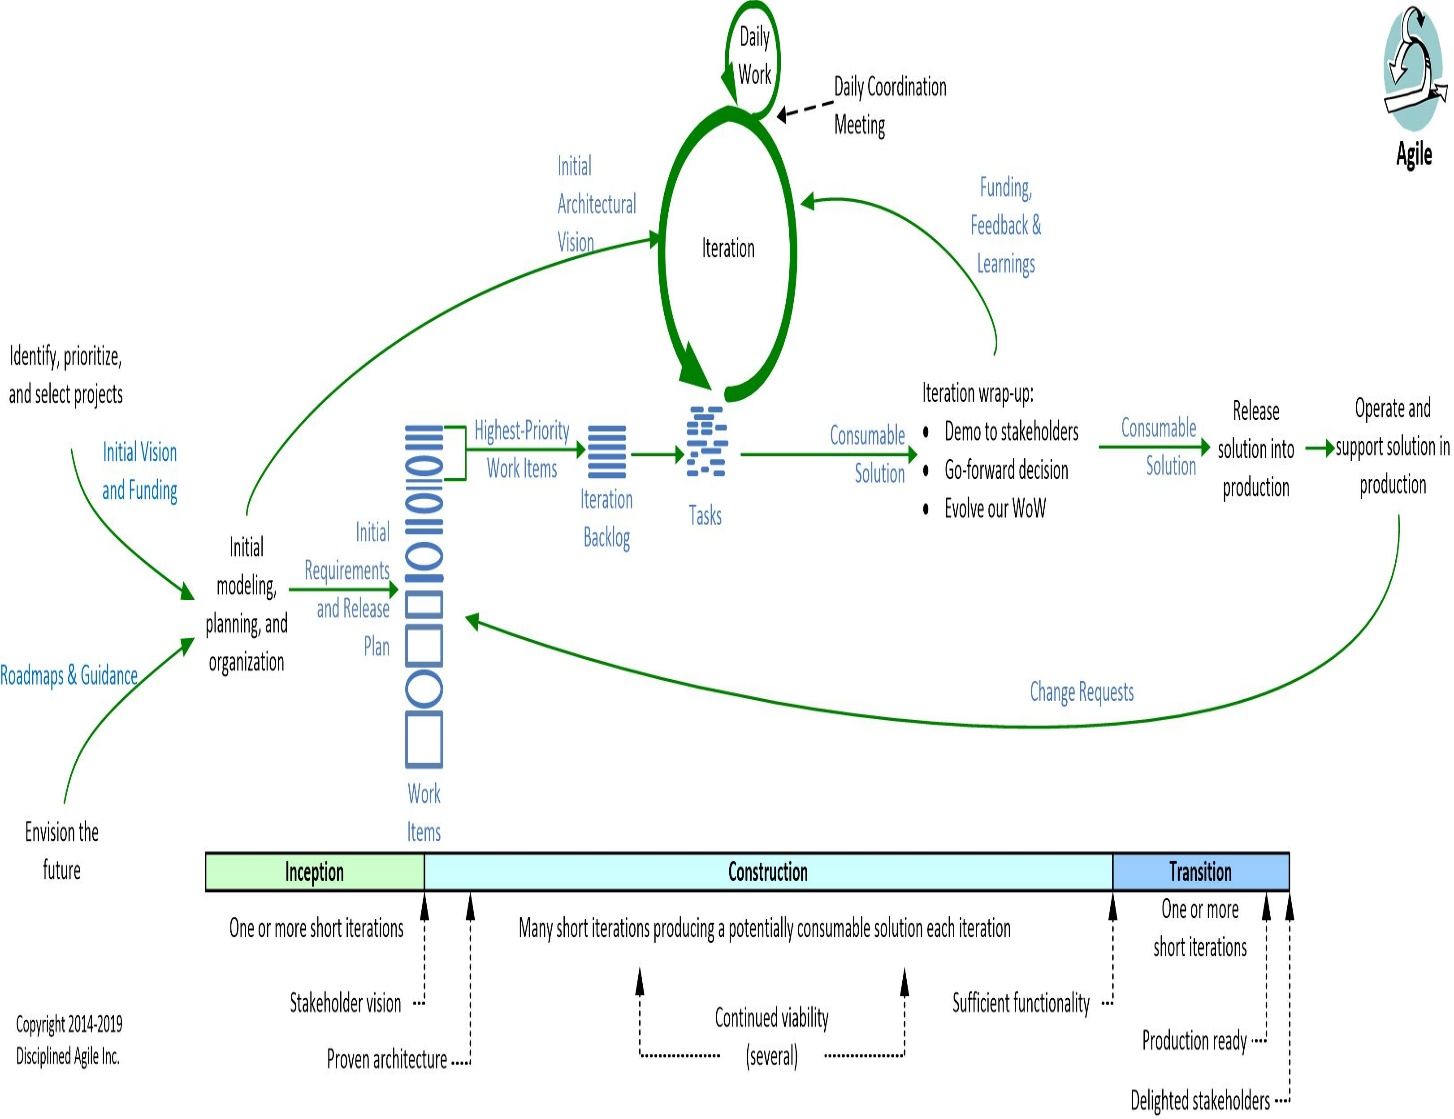 Daily
Work
Daily Coordination
Meeting
Agile
Initial
Architectural
Vision
Funding,
Feedback &
Learnings
Iteration
Identify, prioritize,
and select projects
Initial Vision
and Funding
Highest-Priority
Work Items
Iteration
Backlog
Tasks
Consumable
Solution
Iteration wrap-up:
• Demo to stakeholders
• Go-forward decision
• Evolve our WoW
Consumable
Solution
Release
solution into
production
Operate and
support solution in
production
Initial
modeling,
planning, and
organization
Initial
Requirements
and Release
Plan
Roadmaps & Guidance
Change Requests
Work
Items
Envision the
future
Inception
Construction
Transition
One or more short iterations
Many short iterations producing a potentially consumable solution each iteration
One or more
short iterations
Stakeholder vision
Proven architecture
Continued viability
(several)
Sufficient functionality
Production ready
Delighted stakeholders
Copyright 2014-2019
Disciplined Agile Inc.